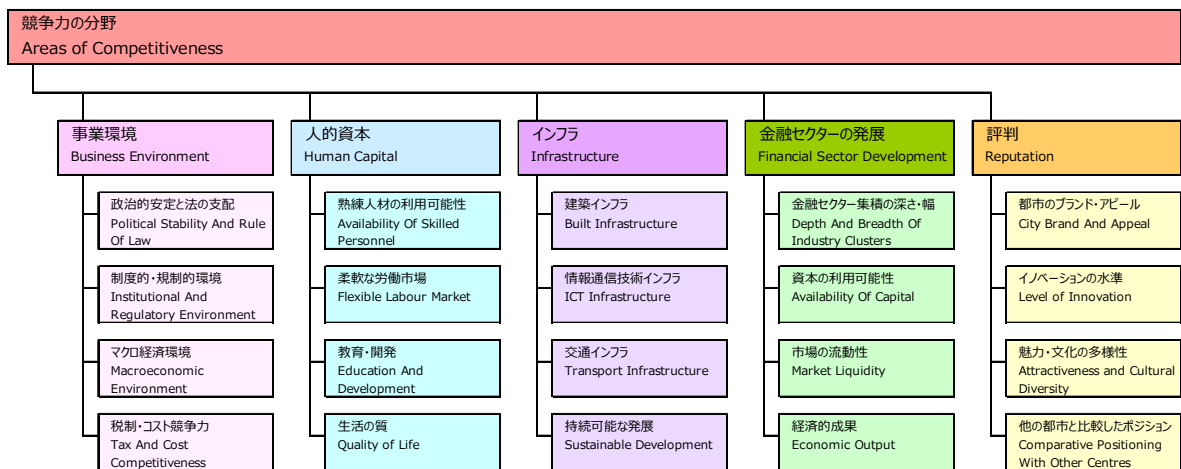 競争力の分野
Areas of Competitiveness
事業環境
Business Environment
政治的安定と法の支配
Political Stability And Rule
Of Law
制度的・規制的環境
Institutional And
Regulatory Environment
マクロ経済環境
Macroeconomic
Environment
税制・コスト競争力
Tax And Cost
Competitiveness
人的資本
Human Capital
熟練人材の利用可能性
Availability Of Skilled
Personnel
柔軟な労働市場
Flexible Labour Market
教育・開発
Education And
Development
生活の質
Quality of Life
インフラ
Infrastructure
建築インフラ
Built Infrastructure
情報通信技術インフラ
ICT Infrastructure
交通インフラ
Transport Infrastructure
持続可能な発展
Sustainable Development
金融セクターの発展
Financial Sector Development
金融セクター集積の深さ・幅
Depth And Breadth Of
Industry Clusters
資本の利用可能性
Availability Of Capital
市場の流動性
Market Liquidity
経済的成果
Economic Output
評判
Reputation
都市のブランド・アピール
City Brand And Appeal
イノベーションの水準
Level of Innovation
魅力・文化の多様性
Attractiveness and Cultural
Diversity
他の都市と比較したポジション
Comparative Positioning
With Other Centres